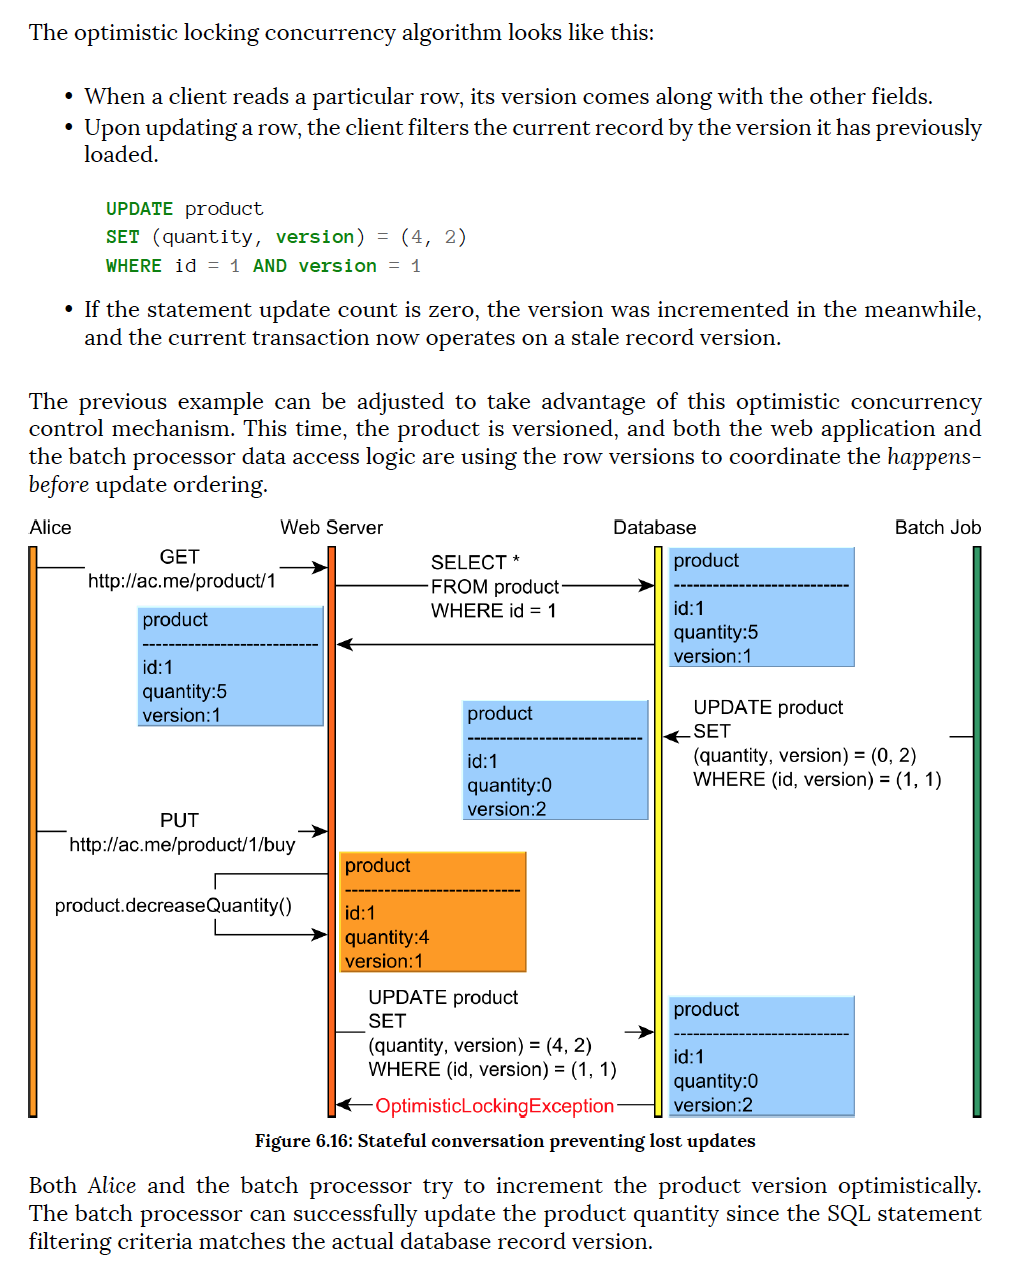 The optimistic locking concurrency algorithm looks like this:
• When a client reads a particular row, its version comes along with the other fields.
• Upon updating a row, the client filters the current record by the version it has previously
loaded.
UPDATE product
SET (quantity, version) = (4, 2)
WHERE id = 1 AND version = 1
• If the statement update count is zero, the version was incremented in the meanwhile,
and the current transaction now operates on a stale record version.
The previous example can be adjusted to take advantage of this optimistic concurrency
control mechanism. This time, the product is versioned, and both the web application and
the batch processor data access logic are using the row versions to coordinate the happens-
before update ordering.
Alice
Web Server
Database
Batch Job
GET
http://ac.me/product/1
SELECT *
FROM product
WHERE id = 1
product
----------------------------
id:1
quantity:5
version:1
product
----------------------------
id:1
quantity:5
version:1
UPDATE product
SET
(quantity, version) = (0, 2)
WHERE (id, version) = (1, 1)
product
----------------------------
id:1
quantity:0
version:2
PUT
http://ac.me/product/1/buy
product.decreaseQuantity()
product
----------------------------
id:1
quantity:4
version:1
UPDATE product
SET
(quantity, version) = (4, 2)
WHERE (id, version) = (1, 1)
product
----------------------------
id:1
quantity:0
version:2
OptimisticLockingException
Figure 6.16: Stateful conversation preventing lost updates
Both Alice and the batch processor try to increment the product version optimistically.
The batch processor can successfully update the product quantity since the SQL statement
filtering criteria matches the actual database record version.